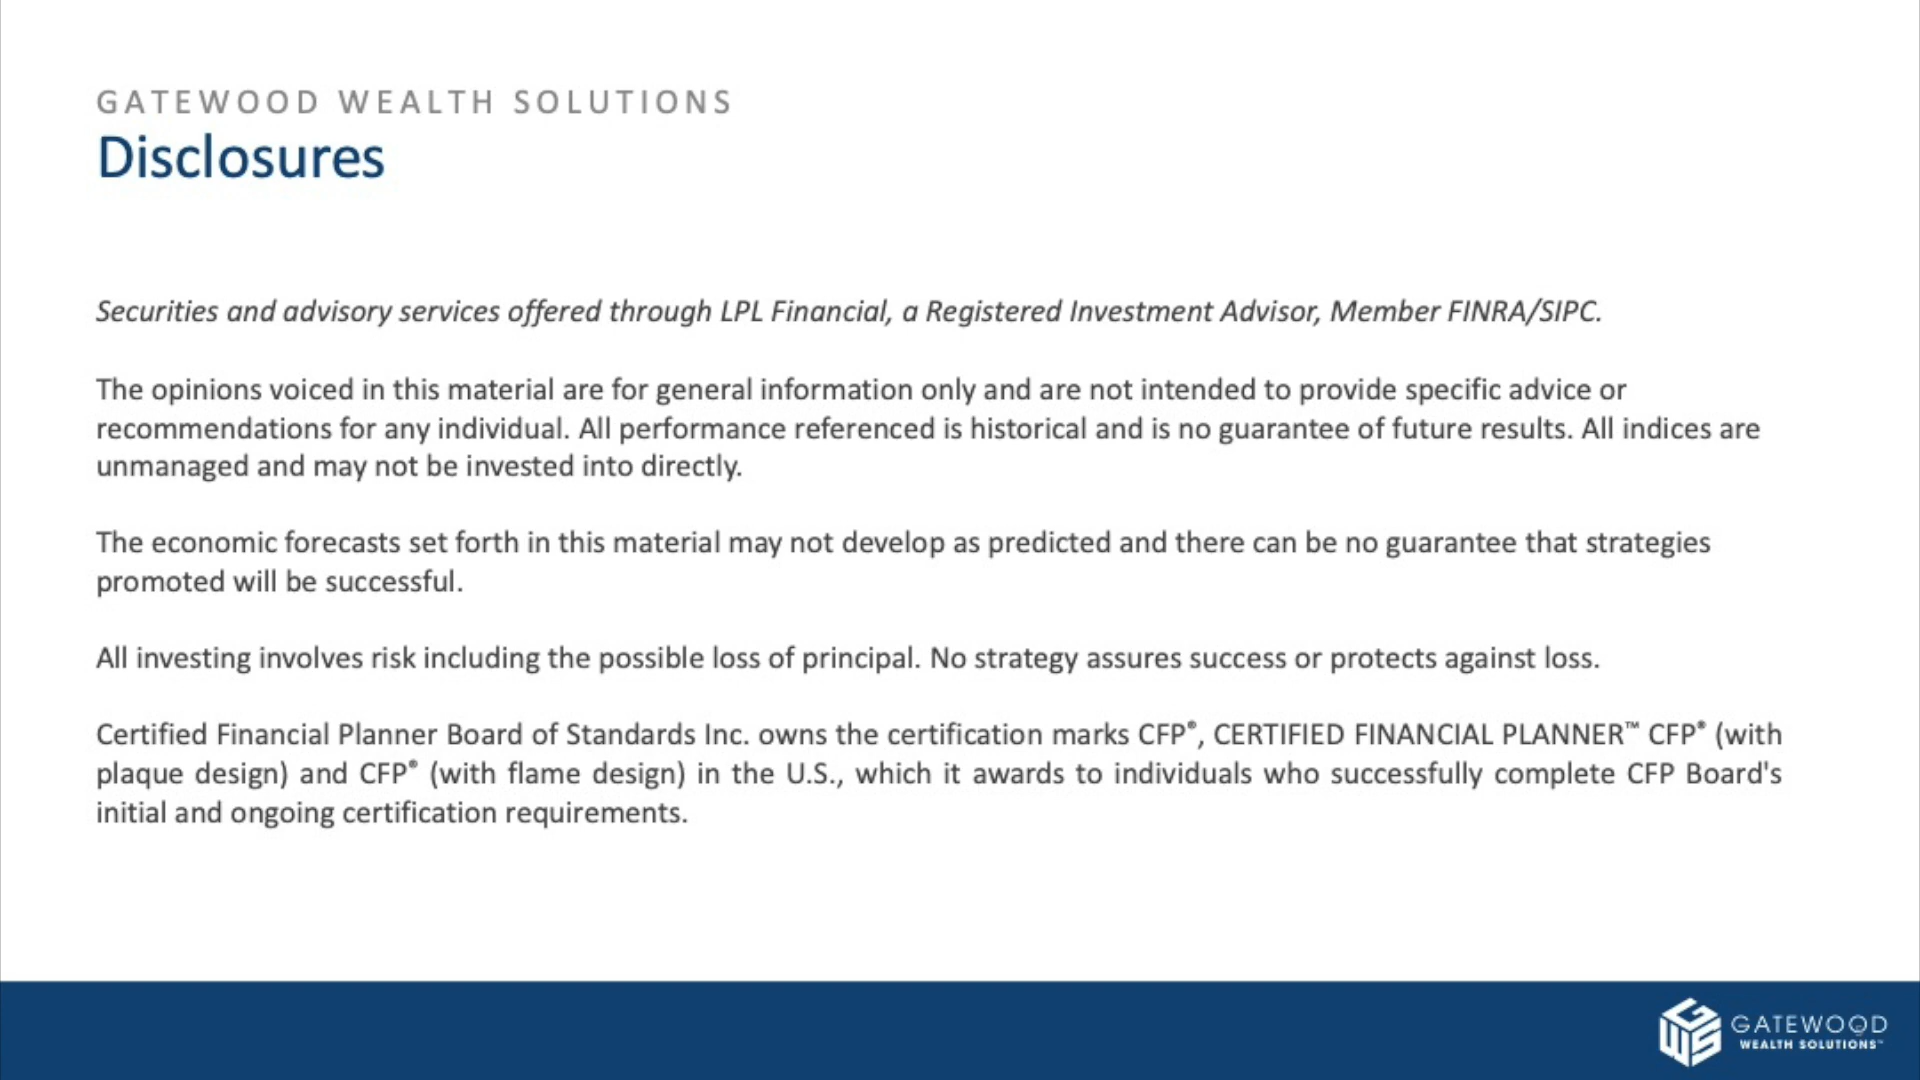 GATEWOOD WEALTH SOLUTIONS
Disclosures
Securities and advisory services offered through LPL Financial, a Registered Investment Advisor, Member FINRA/SIPC.
The opinions voiced in this material are for general information only and are not intended to provide specific advice or
recommendations for any individual. All performance referenced is historical and is no guarantee of future results. All indices are
unmanaged and may not be invested into directly.
The economic forecasts set forth in this material may not develop as predicted and there can be no guarantee that strategies
promoted will be successful.
All investing involves risk including the possible loss of principal. No strategy assures success or protects against loss.
Certified Financial Planner Board of Standards Inc. owns the certification marks CFP®, CERTIFIED FINANCIAL PLANNER™ CFP® (with
plaque design) and CFP® (with flame design) in the U.S., which it awards to individuals who successfully complete CFP Board's
initial and ongoing certification requirements.
GWS
GATEWOOD
WEALTH SOLUTIONS™